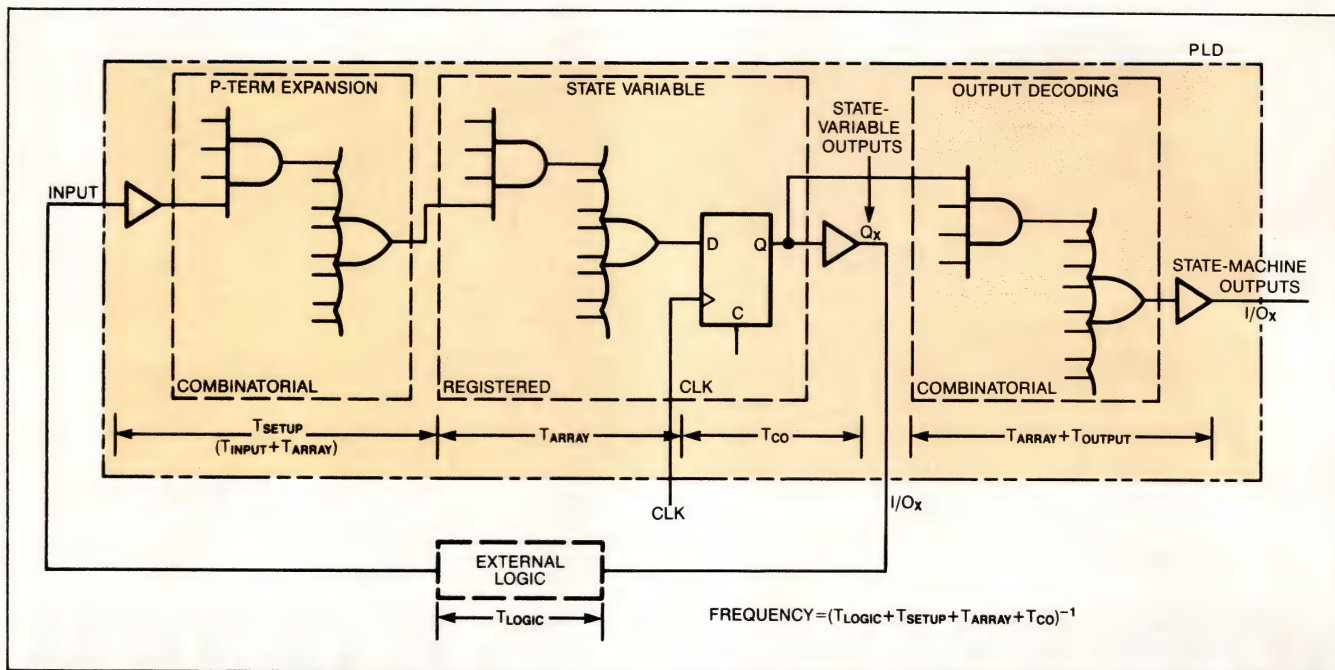 PLD
P-TERM EXPANSION
STATE VARIABLE
OUTPUT DECODING
STATE-
VARIABLE
OUTPUTS
INPUT
D
Q
C
QX
STATE-MACHINE
OUTPUTS
I/OX
COMBINATORIAL
REGISTERED
CLK
COMBINATORIAL
TSETUP
(TINPUT+TARRAY)
TARRAY
TCO
TARRAY+TOUTPUT
CLK
I/OX
EXTERNAL
LOGIC
TLOGIC
FREQUENCY=(TLOGIC+TSETUP+TARRAY+TCO)⁻¹